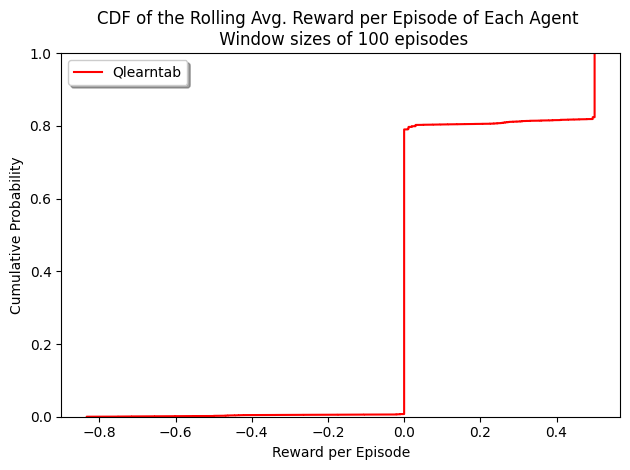 CDF of the Rolling Avg. Reward per Episode of Each Agent
Window sizes of 100 episodes
Qlearntab
Cumulative Probability
1.0
0.8
0.6
0.4
0.2
0.0
−0.8 −0.6 −0.4 −0.2 0.0 0.2 0.4
Reward per Episode